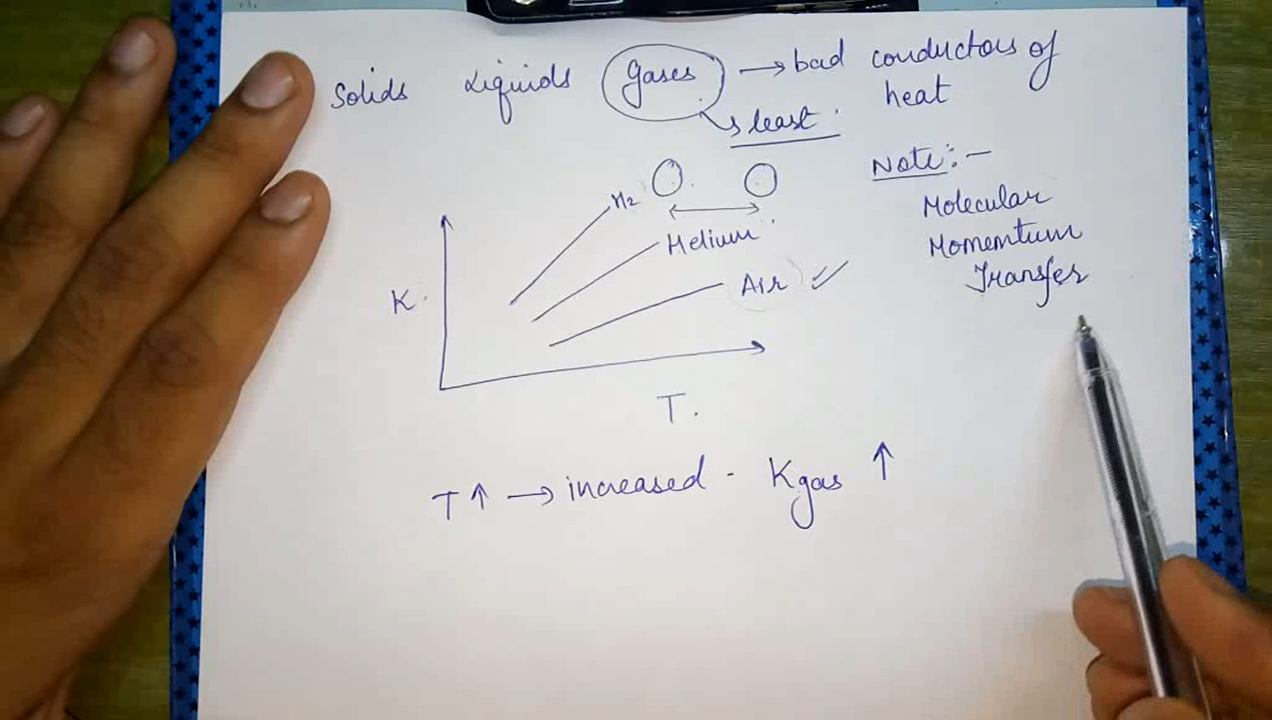 Solids Liquids Gases → bad conductors of
heat
↳ least
Note:-
Molecular
Momentum
Transfer
H₂
Helium
Air ✓
K.
T.
T↑ → increased - Kgas ↑